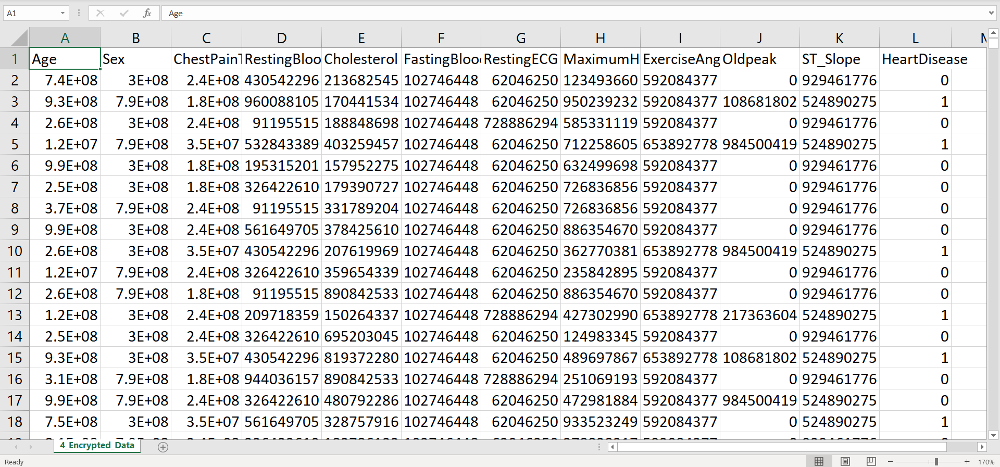 A1 fx Age
A B C D E F G H I J K L
1 Age Sex ChestPainT RestingBloo Cholesterol FastingBloo RestingECG MaximumH ExerciseAng Oldpeak ST_Slope HeartDisease
2 7.4E+08 3E+08 2.4E+08 430542296 213682545 102746448 62046250 123493660 592084377 0 929461776 0
3 9.3E+08 7.9E+08 1.8E+08 960088105 170441534 102746448 62046250 950239232 592084377 108681802 524890275 1
4 2.6E+08 3E+08 2.4E+08 91195515 188848698 102746448 728886294 585331119 592084377 0 929461776 0
5 1.2E+07 7.9E+08 3.5E+07 532843389 403259457 102746448 62046250 712258605 653892778 984500419 524890275 1
6 9.9E+08 3E+08 1.8E+08 195315201 157952275 102746448 62046250 632499698 592084377 0 929461776 0
7 2.5E+08 3E+08 1.8E+08 326422610 179390727 102746448 62046250 726836856 592084377 0 929461776 0
8 3.7E+08 7.9E+08 2.4E+08 91195515 331789204 102746448 62046250 726836856 592084377 0 929461776 0
9 9.9E+08 3E+08 2.4E+08 561649705 378425610 102746448 62046250 886354670 592084377 0 929461776 0
10 2.6E+08 3E+08 3.5E+07 430542296 207619969 102746448 62046250 362770381 653892778 984500419 524890275 1
11 1.2E+07 7.9E+08 2.4E+08 326422610 359654339 102746448 62046250 235842895 592084377 0 929461776 0
12 2.6E+08 7.9E+08 1.8E+08 91195515 890842533 102746448 62046250 886354670 592084377 0 929461776 0
13 1.2E+08 3E+08 2.4E+08 209718359 150264337 102746448 728886294 427302990 653892778 217363604 524890275 1
14 2.5E+08 3E+08 2.4E+08 326422610 695203045 102746448 62046250 124983345 592084377 0 929461776 0
15 9.3E+08 3E+08 3.5E+07 430542296 819372280 102746448 62046250 489697867 653892778 108681802 524890275 1
16 3.1E+08 7.9E+08 1.8E+08 944036157 890842533 102746448 728886294 251069193 592084377 0 929461776 0
17 9.9E+08 7.9E+08 2.4E+08 326422610 480792286 102746448 62046250 472981884 592084377 984500419 524890275 0
18 7.5E+08 3E+08 3.5E+07 561649705 328757916 102746448 62046250 933523249 592084377 0 524890275 1
4_Encrypted_Data
Ready 170%